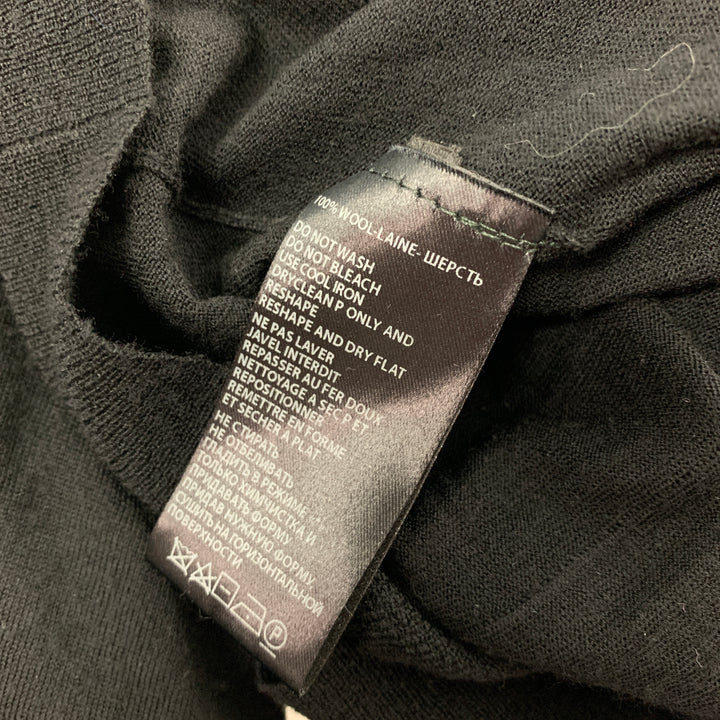 100% WOOL-LAINE- ШЕРСТЬ
DO NOT WASH
DO NOT BLEACH
USE COOL IRON
DRYCLEAN P ONLY AND
RESHAPE
RESHAPE AND DRY FLAT
NE PAS LAVER
JAVEL INTERDIT
REPASSER AU FER DOUX
NETTOYAGE A SEC P ET
REPOSITIONNER
REMETTRE EN FORME
ET SECHER A PLAT
НЕ СТИРАТЬ
НЕ ОТБЕЛИВАТЬ
ГЛАДИТЬ В РЕЖИМЕ
ТОЛЬКО ХИМЧИСТКА И
ПРИДАВАТЬ ФОРМУ
ПРИДАВ НУЖНУЮ ФОРМУ,
СУШИТЬ НА ГОРИЗОНТАЛЬНОЙ
ПОВЕРХНОСТИ
P